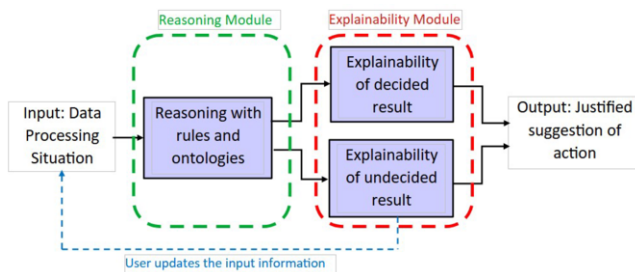 Reasoning Module
Explainability Module
Input: Data
Processing
Situation
Reasoning with
rules and
ontologies
Explainability
of decided
result
Explainability
of undecided
result
Output: Justified
suggestion of
action
User updates the input information